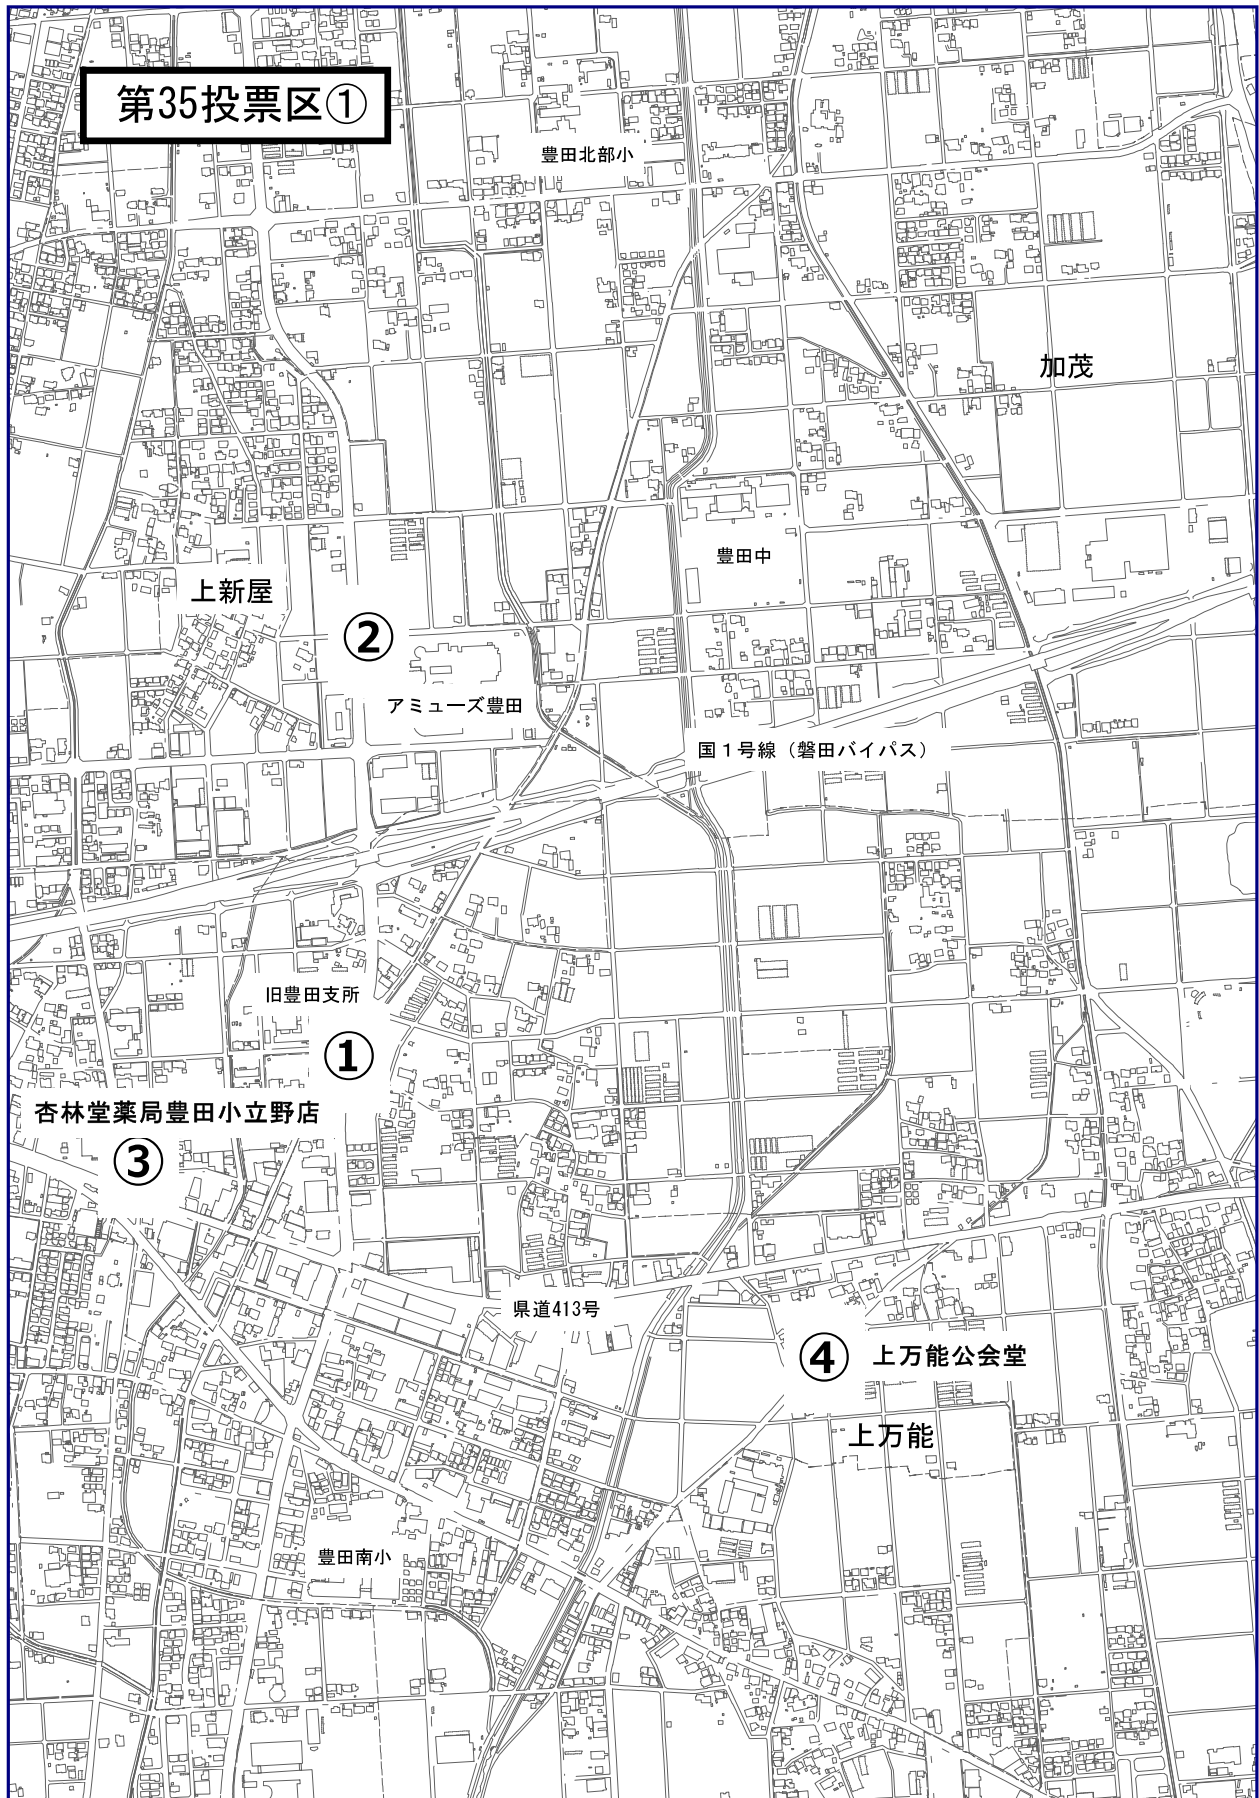 第35投票区①
豊田北部小
加茂
豊田中
上新屋
②
アミューズ豊田
国１号線（磐田バイパス）
旧豊田支所
①
杏林堂薬局豊田小立野店
③
県道413号
④ 上万能公会堂
上万能
豊田南小